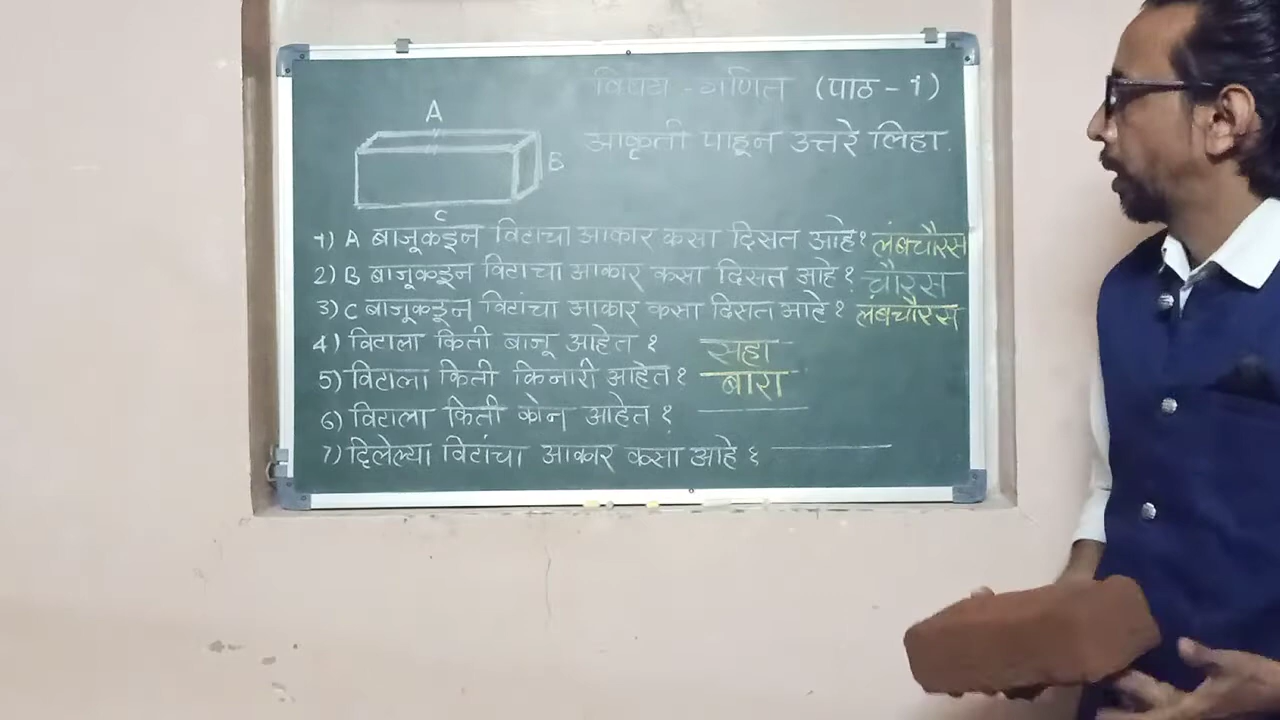 विषय - गणित (पाठ - 1)
आकृती पाहून उत्तरे लिहा.
A
B
C
1) A बाजूकडून विटाचा आकार कसा दिसत आहे? लंबचौरस
2) B बाजूकडून विटाचा आकार कसा दिसत आहे? चौरस
3) C बाजूकडून विटांचा आकार कसा दिसत आहे? लंबचौरस
4) विटाला किती बाजू आहेत? सहा
5) विटाला किती किनारी आहेत? बारा
6) विटाला किती कोन आहेत?
7) दिलेल्या विटांचा आकार कसा आहे?